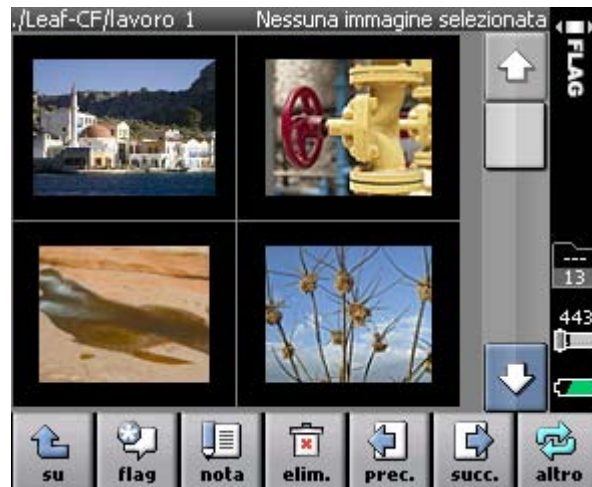 ./Leaf-CF/lavoro 1
Nessuna immagine selezionata
FLAG
---
13
443
su
flag
nota
elim.
prec.
succ.
altro